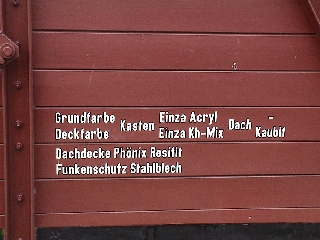 Grundfarbe Kasten Einza Acryl Dach -
Deckfarbe Einza Kh-Mix Kaubit
Dachdecke Phönix Resitit
Funkenschutz Stahlblech